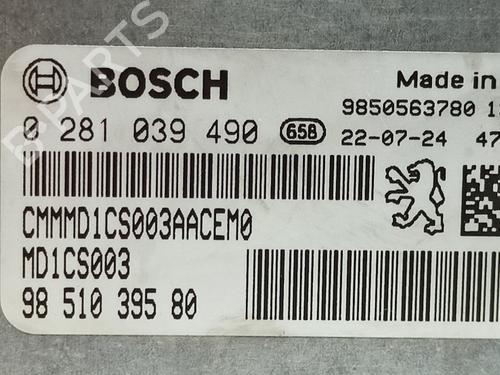 BOSCH
Made in
0 281 039 490 658
9850563780
22-07-24 47
CMMMD1CS003AACEM0
MD1CS003
98 510 395 80
B-PARTS